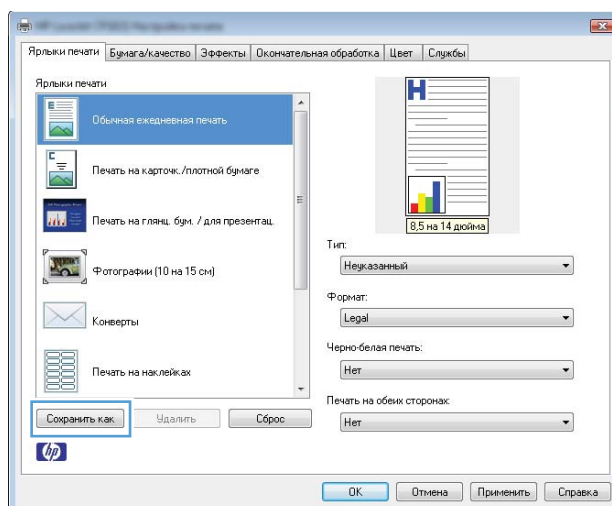 Ярлыки печати Бумага/качество Эффекты Окончательная обработка Цвет Службы
Ярлыки печати
Обычная ежедневная печать
Печать на карточк./плотной бумаге
Печать на глянц. бум. / для презентац.
Фотографии (10 на 15 см)
Конверты
Печать на наклейках
Сохранить как Удалить Сброс
hp
H
8,5 на 14 дюйма
Тип:
Неуказанный
Формат:
Legal
Черно-белая печать:
Нет
Печать на обеих сторонах:
Нет
OK Отмена Применить Справка